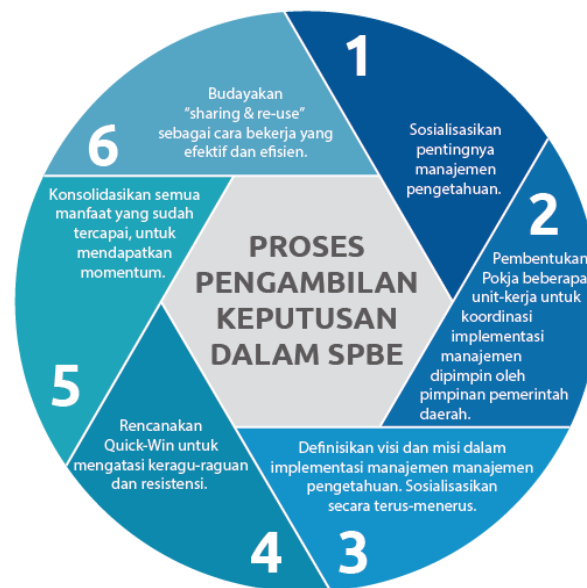 PROSES
PENGAMBILAN
KEPUTUSAN
DALAM SPBE
1
Sosialisasikan
pentingnya
manajemen
pengetahuan.
2
Pembentukan
Pokja beberapa
unit-kerja untuk
koordinasi
implementasi
manajemen
dipimpin oleh
pimpinan pemerintah
daerah.
Definisikan visi dan misi dalam
implementasi manajemen manajemen
pengetahuan. Sosialisasikan
secara terus-menerus.
3
Rencanakan
Quick-Win untuk
mengatasi keragu-raguan
dan resistensi.
4
Konsolidasikan semua
manfaat yang sudah
tercapai, untuk
mendapatkan
momentum.
5
Budayakan
“sharing & re-use”
sebagai cara bekerja yang
efektif dan efisien.
6